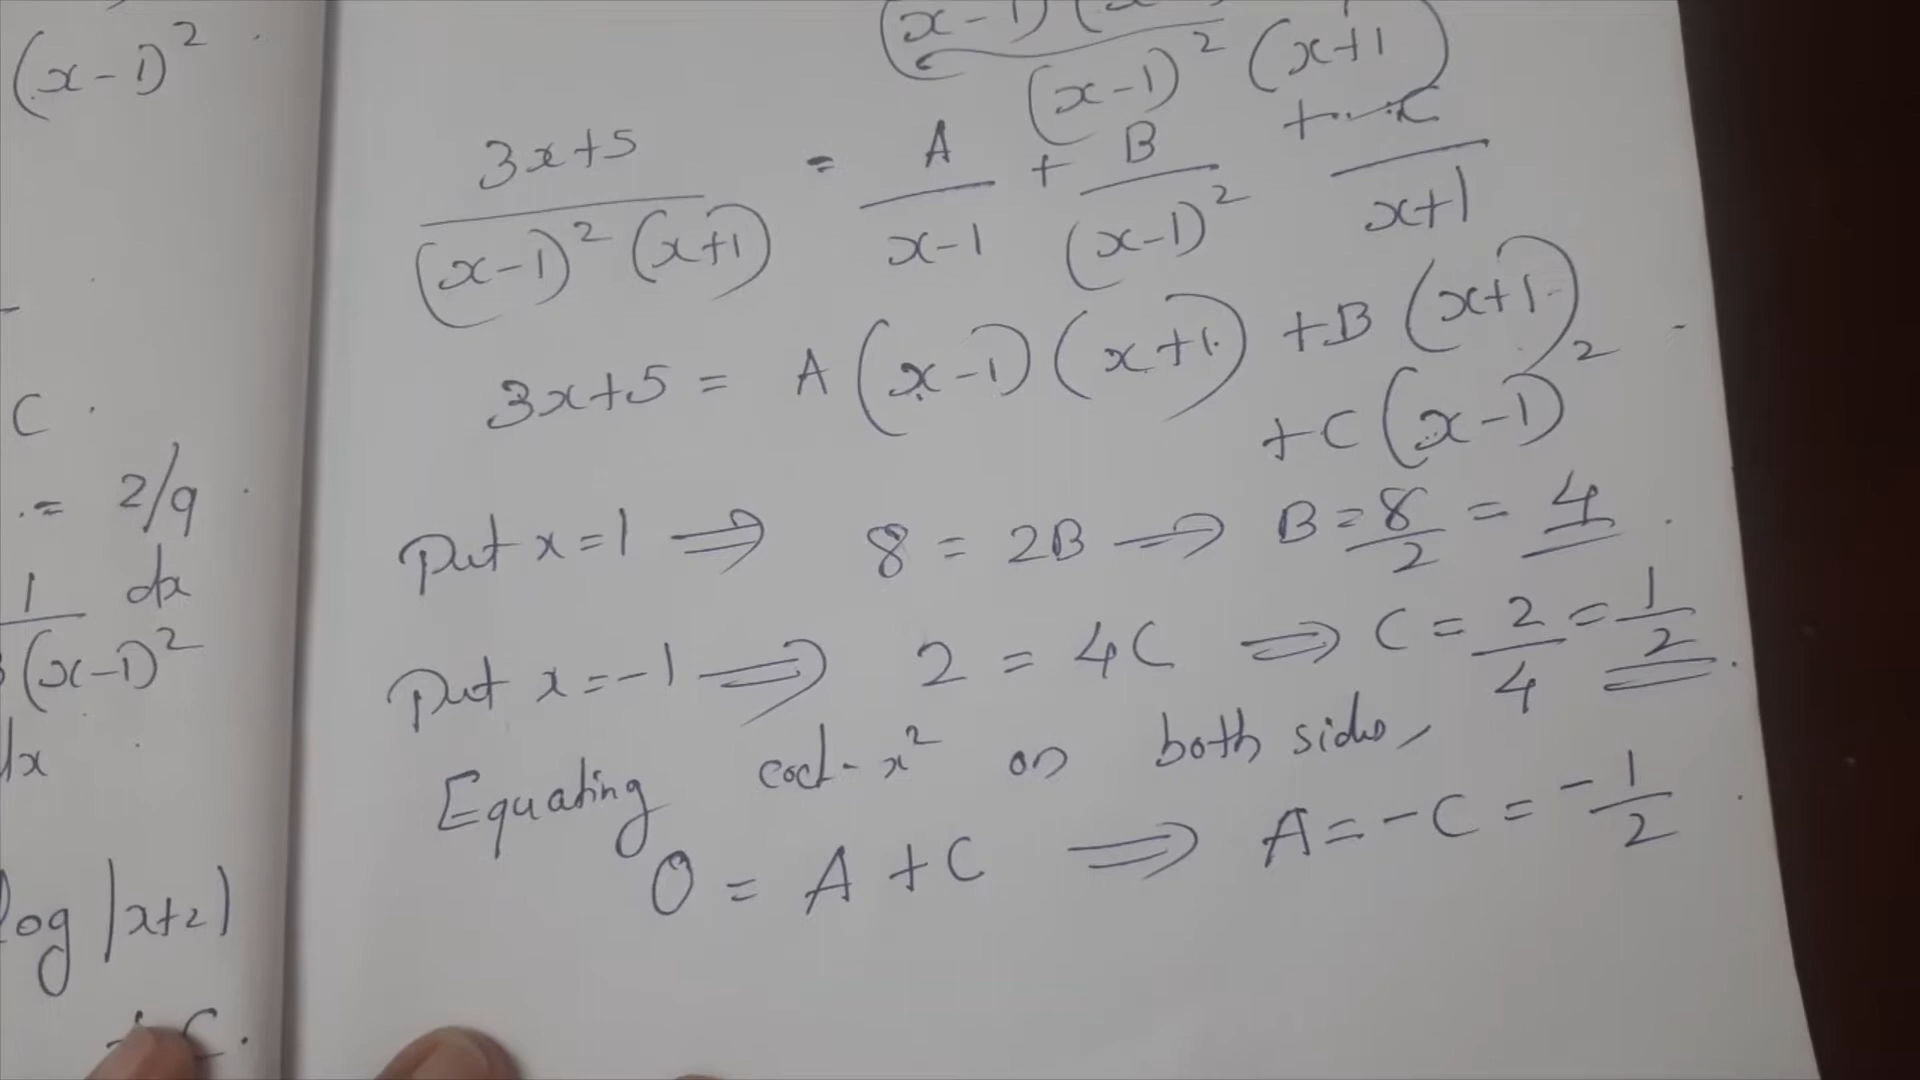 (x-1)²
C.
= 2/9
1 dx
(x-1)²
dx
log |x+2|
+ C.
(x-1)
(x-1)² (x+1)
3x+5 = A + B + C
(x-1)² (x+1) x-1 (x-1)² x+1
3x+5 = A (x-1) (x+1) + B (x+1)
+ C (x-1)²
Put x=1 ⟹ 8 = 2B ⟹ B = 8/2 = 4
Put x=-1 ⟹ 2 = 4C ⟹ C = 2/4 = 1/2
Equating x² on both sides,
0 = A + C ⟹ A = -C = -1/2